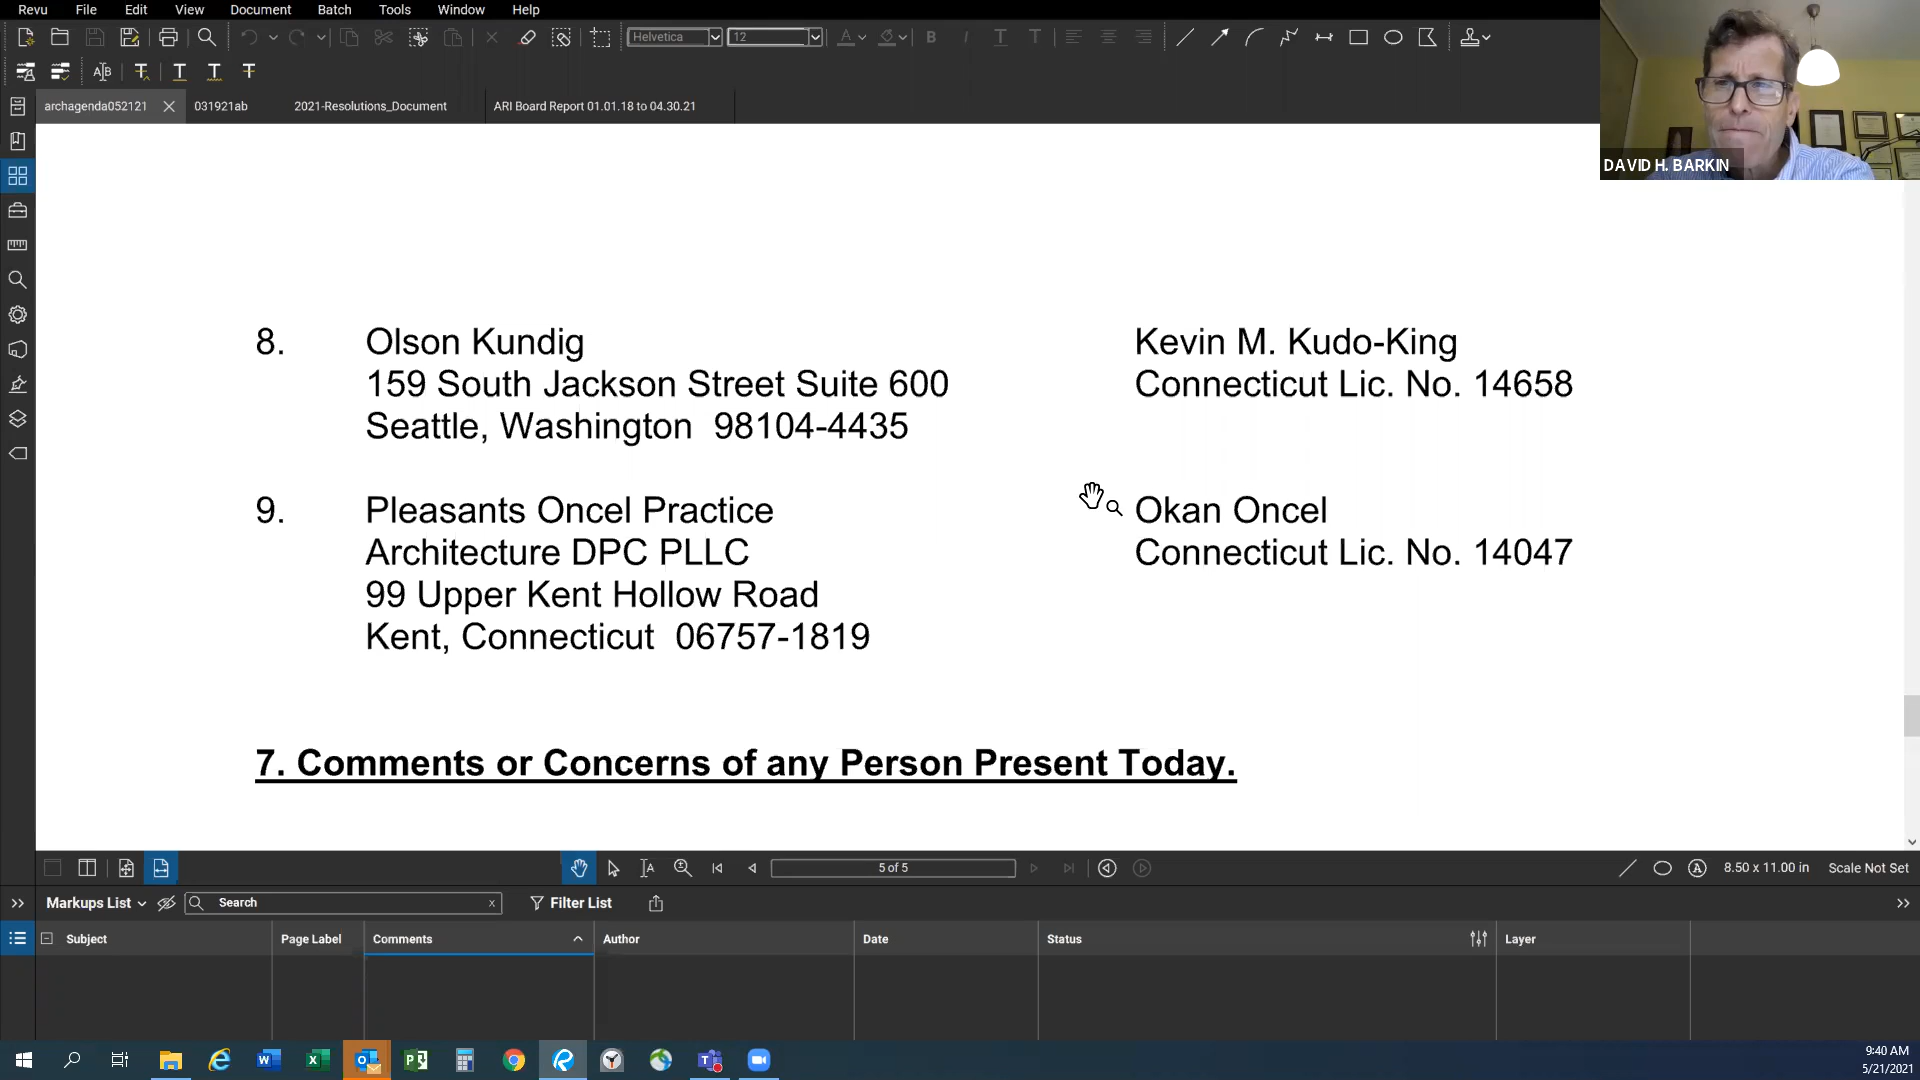 Revu File Edit View Document Batch Tools Window Help
Helvetica 12
archagenda052121 031921ab 2021-Resolutions_Document ARI Board Report 01.01.18 to 04.30.21
DAVID H. BARKIN
8. Olson Kundig Kevin M. Kudo-King
159 South Jackson Street Suite 600 Connecticut Lic. No. 14658
Seattle, Washington 98104-4435
9. Pleasants Oncel Practice Okan Oncel
Architecture DPC PLLC Connecticut Lic. No. 14047
99 Upper Kent Hollow Road
Kent, Connecticut 06757-1819
7. Comments or Concerns of any Person Present Today.
5 of 5 8.50 x 11.00 in Scale Not Set
Markups List Search x Filter List
Subject Page Label Comments Author Date Status Layer
9:40 AM
5/21/2021